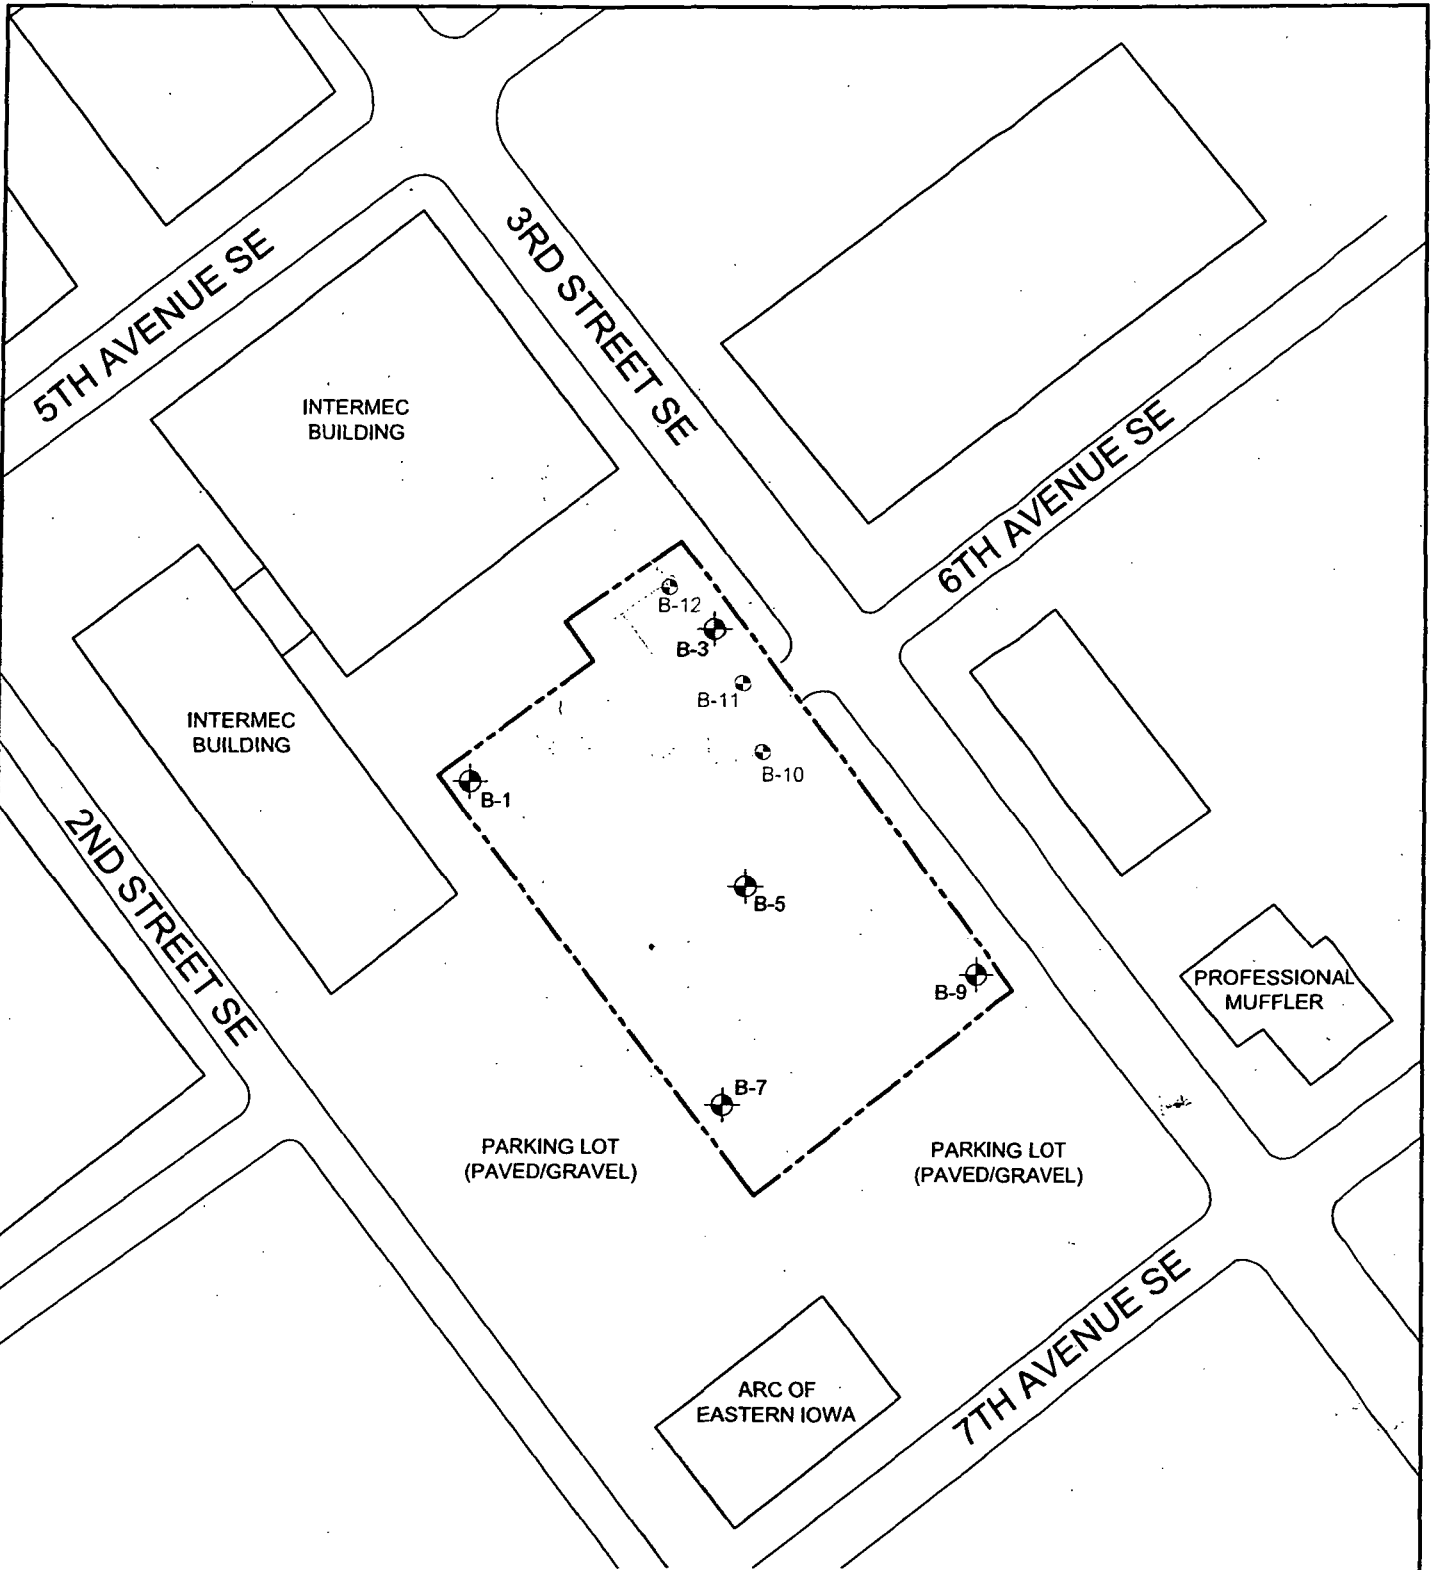 3RD STREET SE
5TH AVENUE SE
INTERMEC
BUILDING
6TH AVENUE SE
B-12
B-3
B-11
INTERMEC
BUILDING
B-10
B-1
2ND STREET SE
B-5
PROFESSIONAL
MUFFLER
B-9
B-7
PARKING LOT
(PAVED/GRAVEL)
PARKING LOT
(PAVED/GRAVEL)
7TH AVENUE SE
ARC OF
EASTERN IOWA